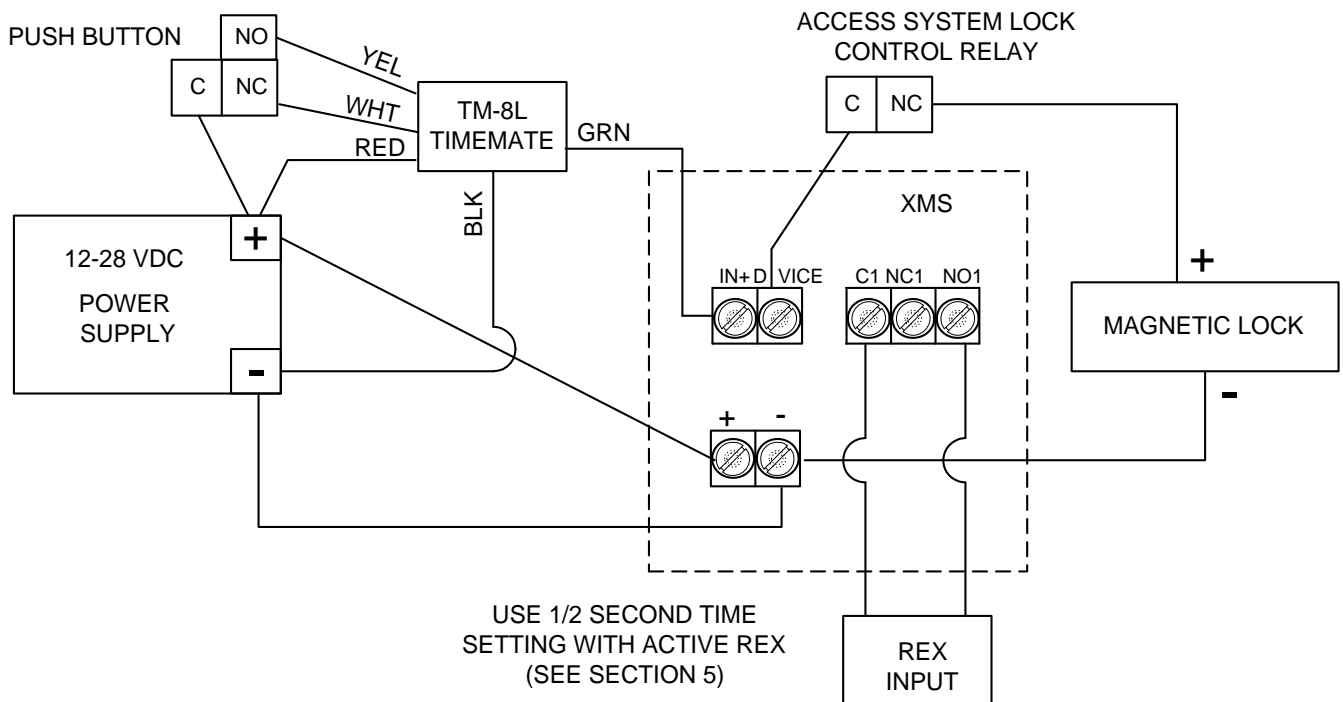 PUSH BUTTON
NO
C
NC
YEL
WHT
RED
TM-8L
TIMEMATE
GRN
BLK
ACCESS SYSTEM LOCK
CONTROL RELAY
C
NC
12-28 VDC
POWER
SUPPLY
+
-
XMS
IN+ D VICE
C1 NC1 NO1
+ -
+
MAGNETIC LOCK
-
USE 1/2 SECOND TIME
SETTING WITH ACTIVE REX
(SEE SECTION 5)
REX
INPUT